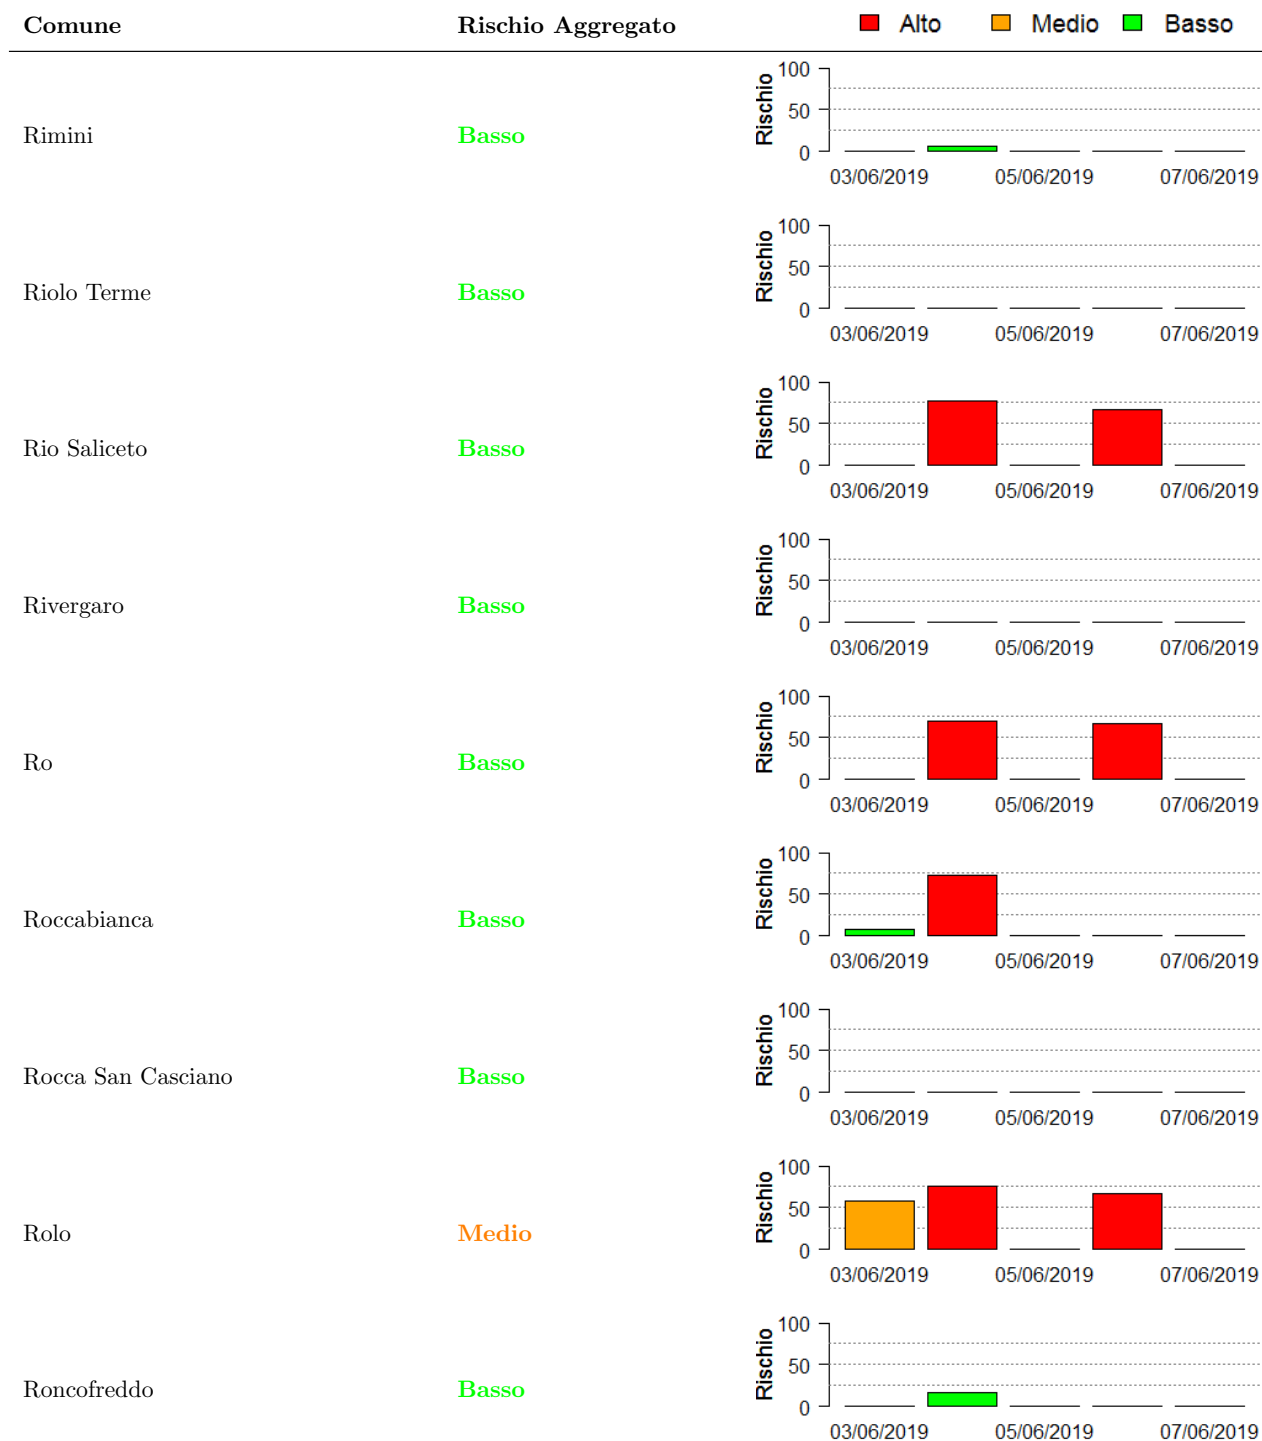 Comune Rischio Aggregato Alto Medio Basso
100
50
0
Rischio
Rimini Basso
03/06/2019 05/06/2019 07/06/2019
100
50
0
Rischio
Riolo Terme Basso
03/06/2019 05/06/2019 07/06/2019
100
50
0
Rischio
Rio Saliceto Basso
03/06/2019 05/06/2019 07/06/2019
100
50
0
Rischio
Rivergaro Basso
03/06/2019 05/06/2019 07/06/2019
100
50
0
Rischio
Ro Basso
03/06/2019 05/06/2019 07/06/2019
100
50
0
Rischio
Roccabianca Basso
03/06/2019 05/06/2019 07/06/2019
100
50
0
Rischio
Rocca San Casciano Basso
03/06/2019 05/06/2019 07/06/2019
100
50
0
Rischio
Rolo Medio
03/06/2019 05/06/2019 07/06/2019
100
50
0
Rischio
Roncofreddo Basso
03/06/2019 05/06/2019 07/06/2019